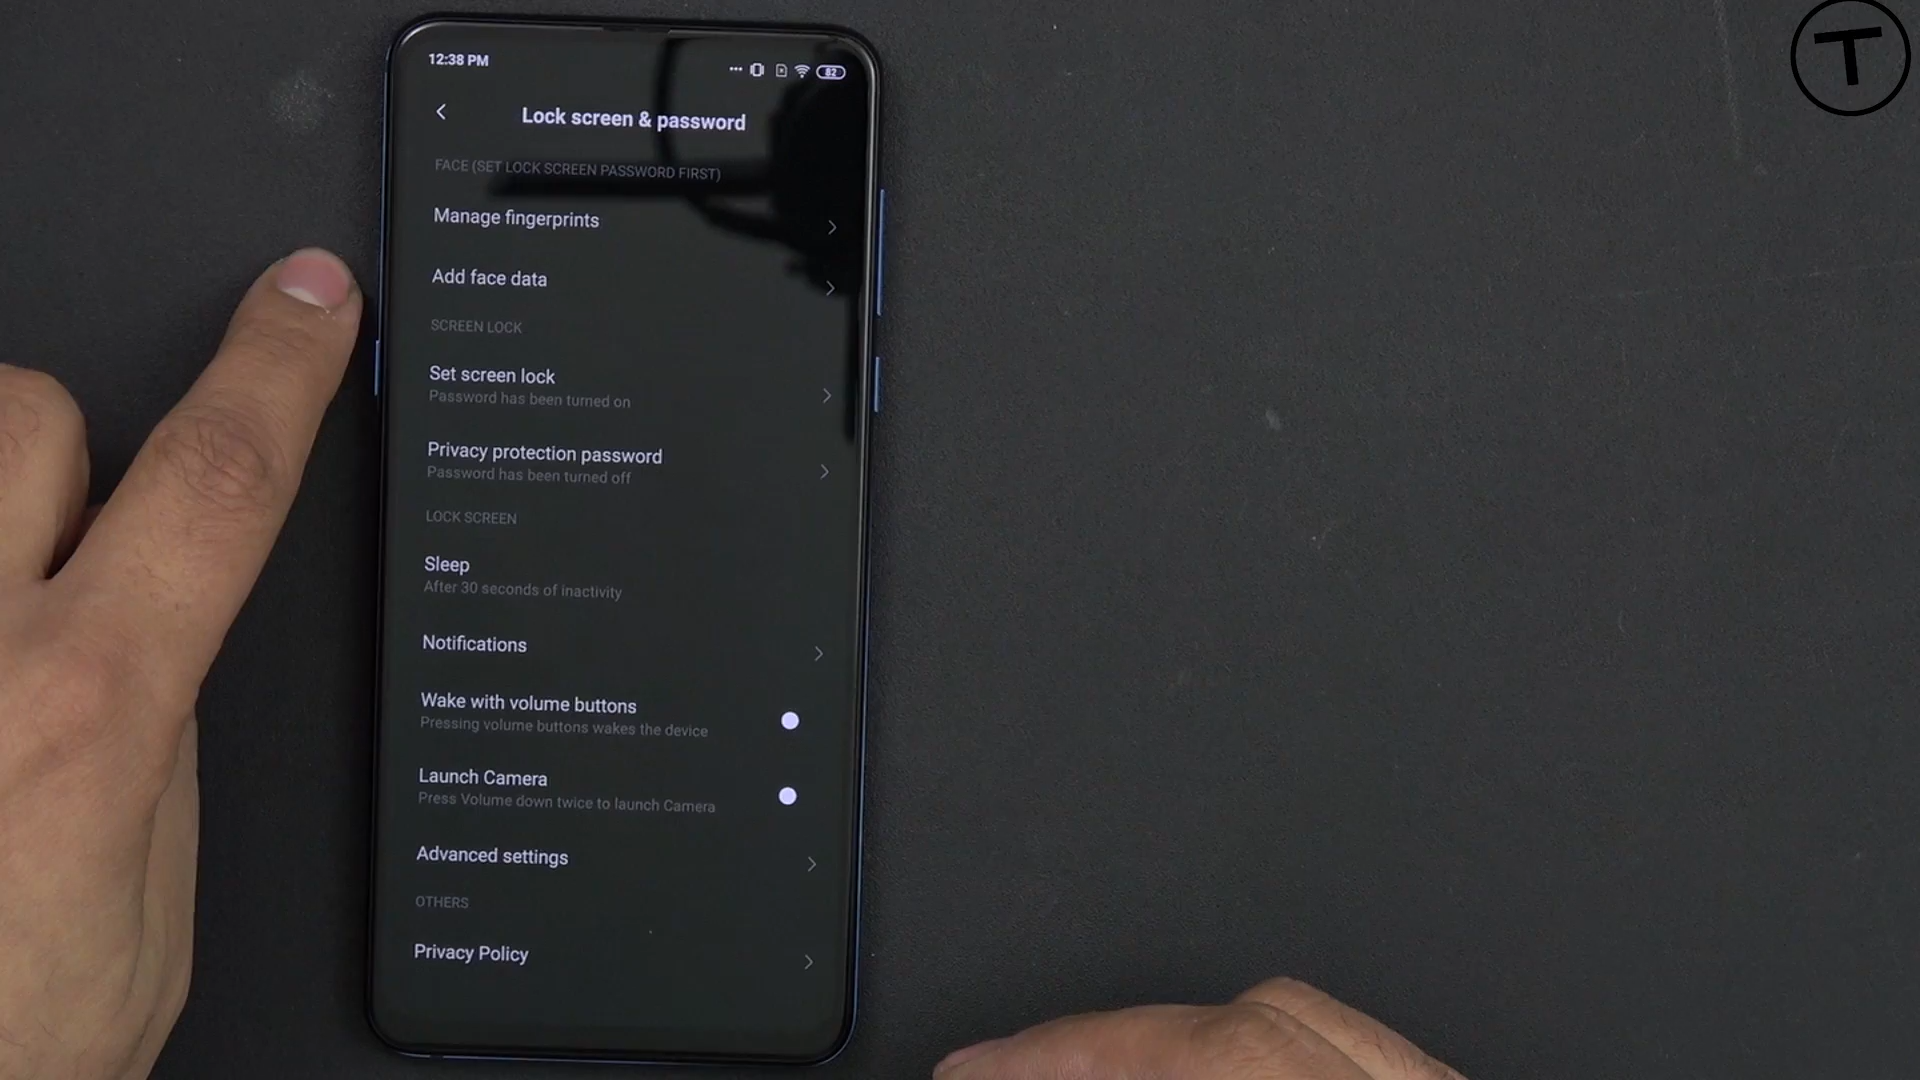 12:38 PM
82
Lock screen & password
FACE (SET LOCK SCREEN PASSWORD FIRST)
Manage fingerprints
Add face data
SCREEN LOCK
Set screen lock
Password has been turned on
Privacy protection password
Password has been turned off
LOCK SCREEN
Sleep
After 30 seconds of inactivity
Notifications
Wake with volume buttons
Pressing volume buttons wakes the device
Launch Camera
Press Volume down twice to launch Camera
Advanced settings
OTHERS
Privacy Policy
T